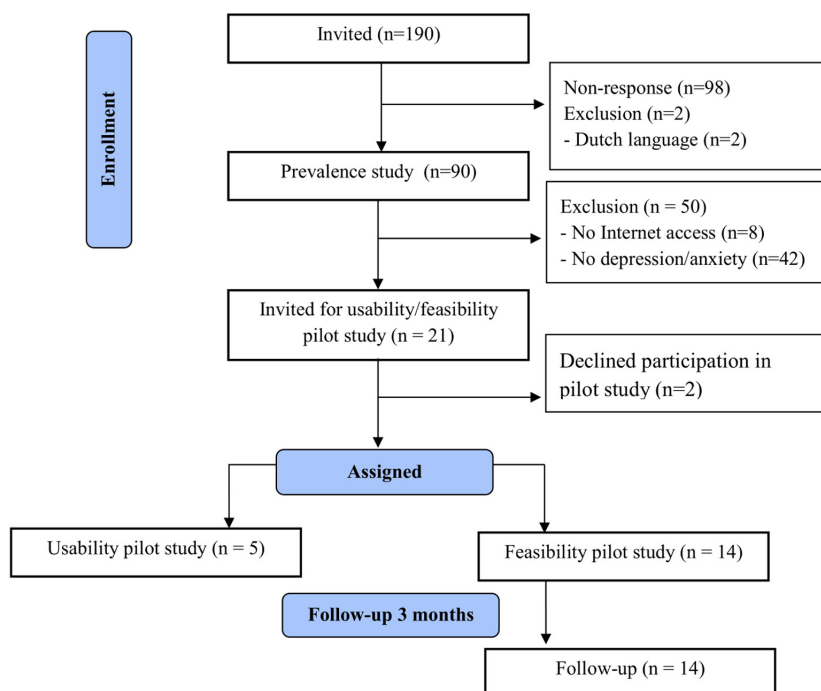 Invited (n=190)
Enrollment
Non-response (n=98)
Exclusion (n=2)
- Dutch language (n=2)
Prevalence study (n=90)
Exclusion (n = 50)
- No Internet access (n=8)
- No depression/anxiety (n=42)
Invited for usability/feasibility
pilot study (n = 21)
Declined participation in
pilot study (n=2)
Assigned
Usability pilot study (n = 5)
Feasibility pilot study (n = 14)
Follow-up 3 months
Follow-up (n = 14)